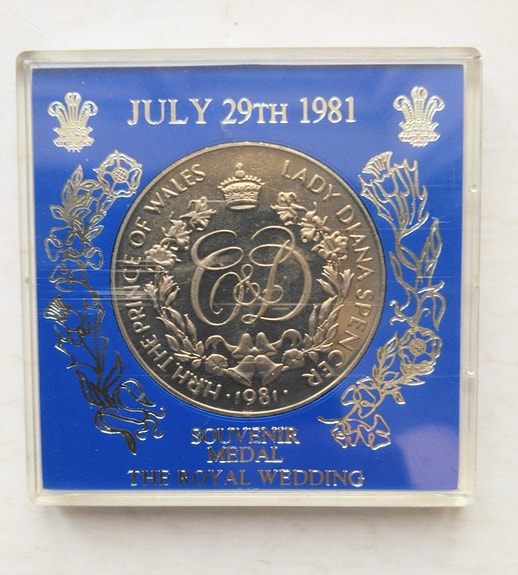 JULY 29TH 1981
H.R.H. THE PRINCE OF WALES
LADY DIANA SPENCER
C&D
·1981·
SOUVENIR
MEDAL
THE ROYAL WEDDING